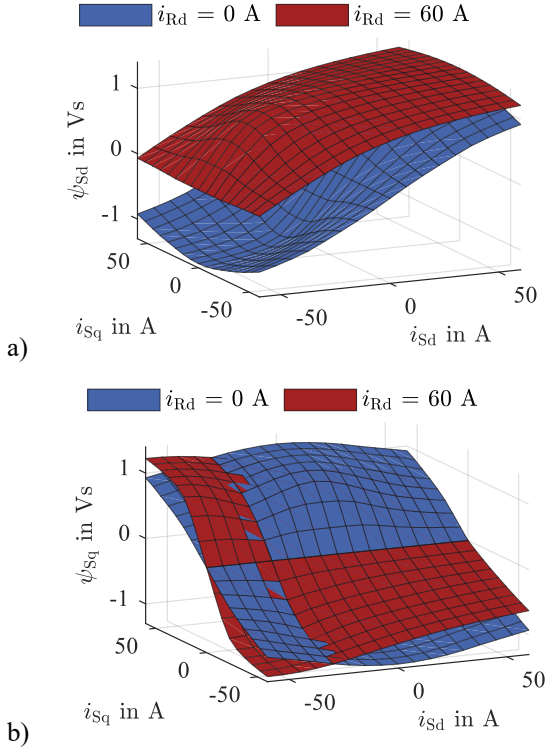 i_Rd = 0 A i_Rd = 60 A
1
0
-1
ψ_Sd in Vs
50
0
-50
-50
0
50
i_Sq in A
i_Sd in A
a)
i_Rd = 0 A i_Rd = 60 A
1
0
-1
ψ_Sq in Vs
50
0
-50
-50
0
50
i_Sq in A
i_Sd in A
b)